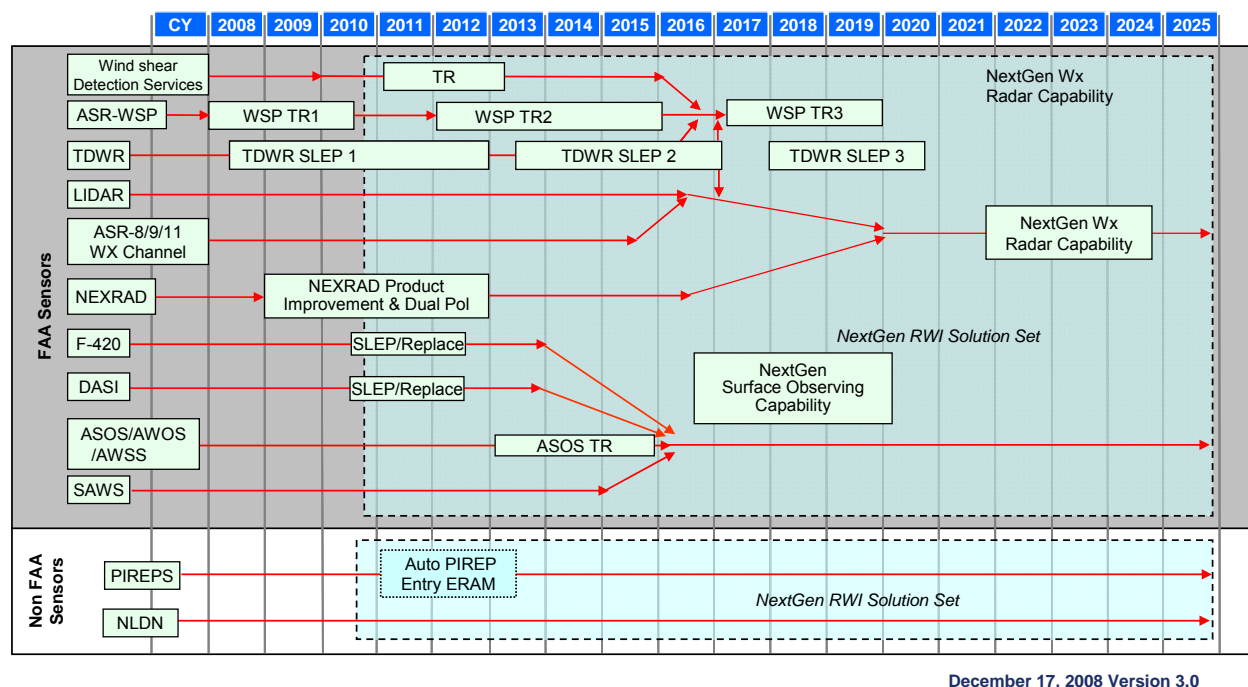 CY 2008 2009 2010 2011 2012 2013 2014 2015 2016 2017 2018 2019 2020 2021 2022 2023 2024 2025
FAA Sensors
Wind shear
Detection Services
TR
NextGen Wx
Radar Capability
ASR-WSP
WSP TR1
WSP TR2
WSP TR3
TDWR
TDWR SLEP 1
TDWR SLEP 2
TDWR SLEP 3
LIDAR
ASR-8/9/11
WX Channel
NextGen Wx
Radar Capability
NEXRAD
NEXRAD Product
Improvement & Dual Pol
F-420
SLEP/Replace
NextGen RWI Solution Set
DASI
SLEP/Replace
NextGen
Surface Observing
Capability
ASOS/AWOS
/AWSS
ASOS TR
SAWS
Non FAA
Sensors
PIREPS
Auto PIREP
Entry ERAM
NextGen RWI Solution Set
NLDN
December 17, 2008 Version 3.0